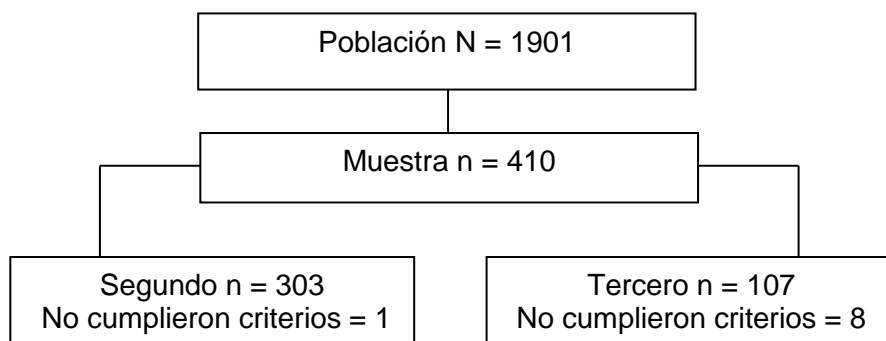 Población N = 1901
Muestra n = 410
Segundo n = 303
No cumplieron criterios = 1
Tercero n = 107
No cumplieron criterios = 8